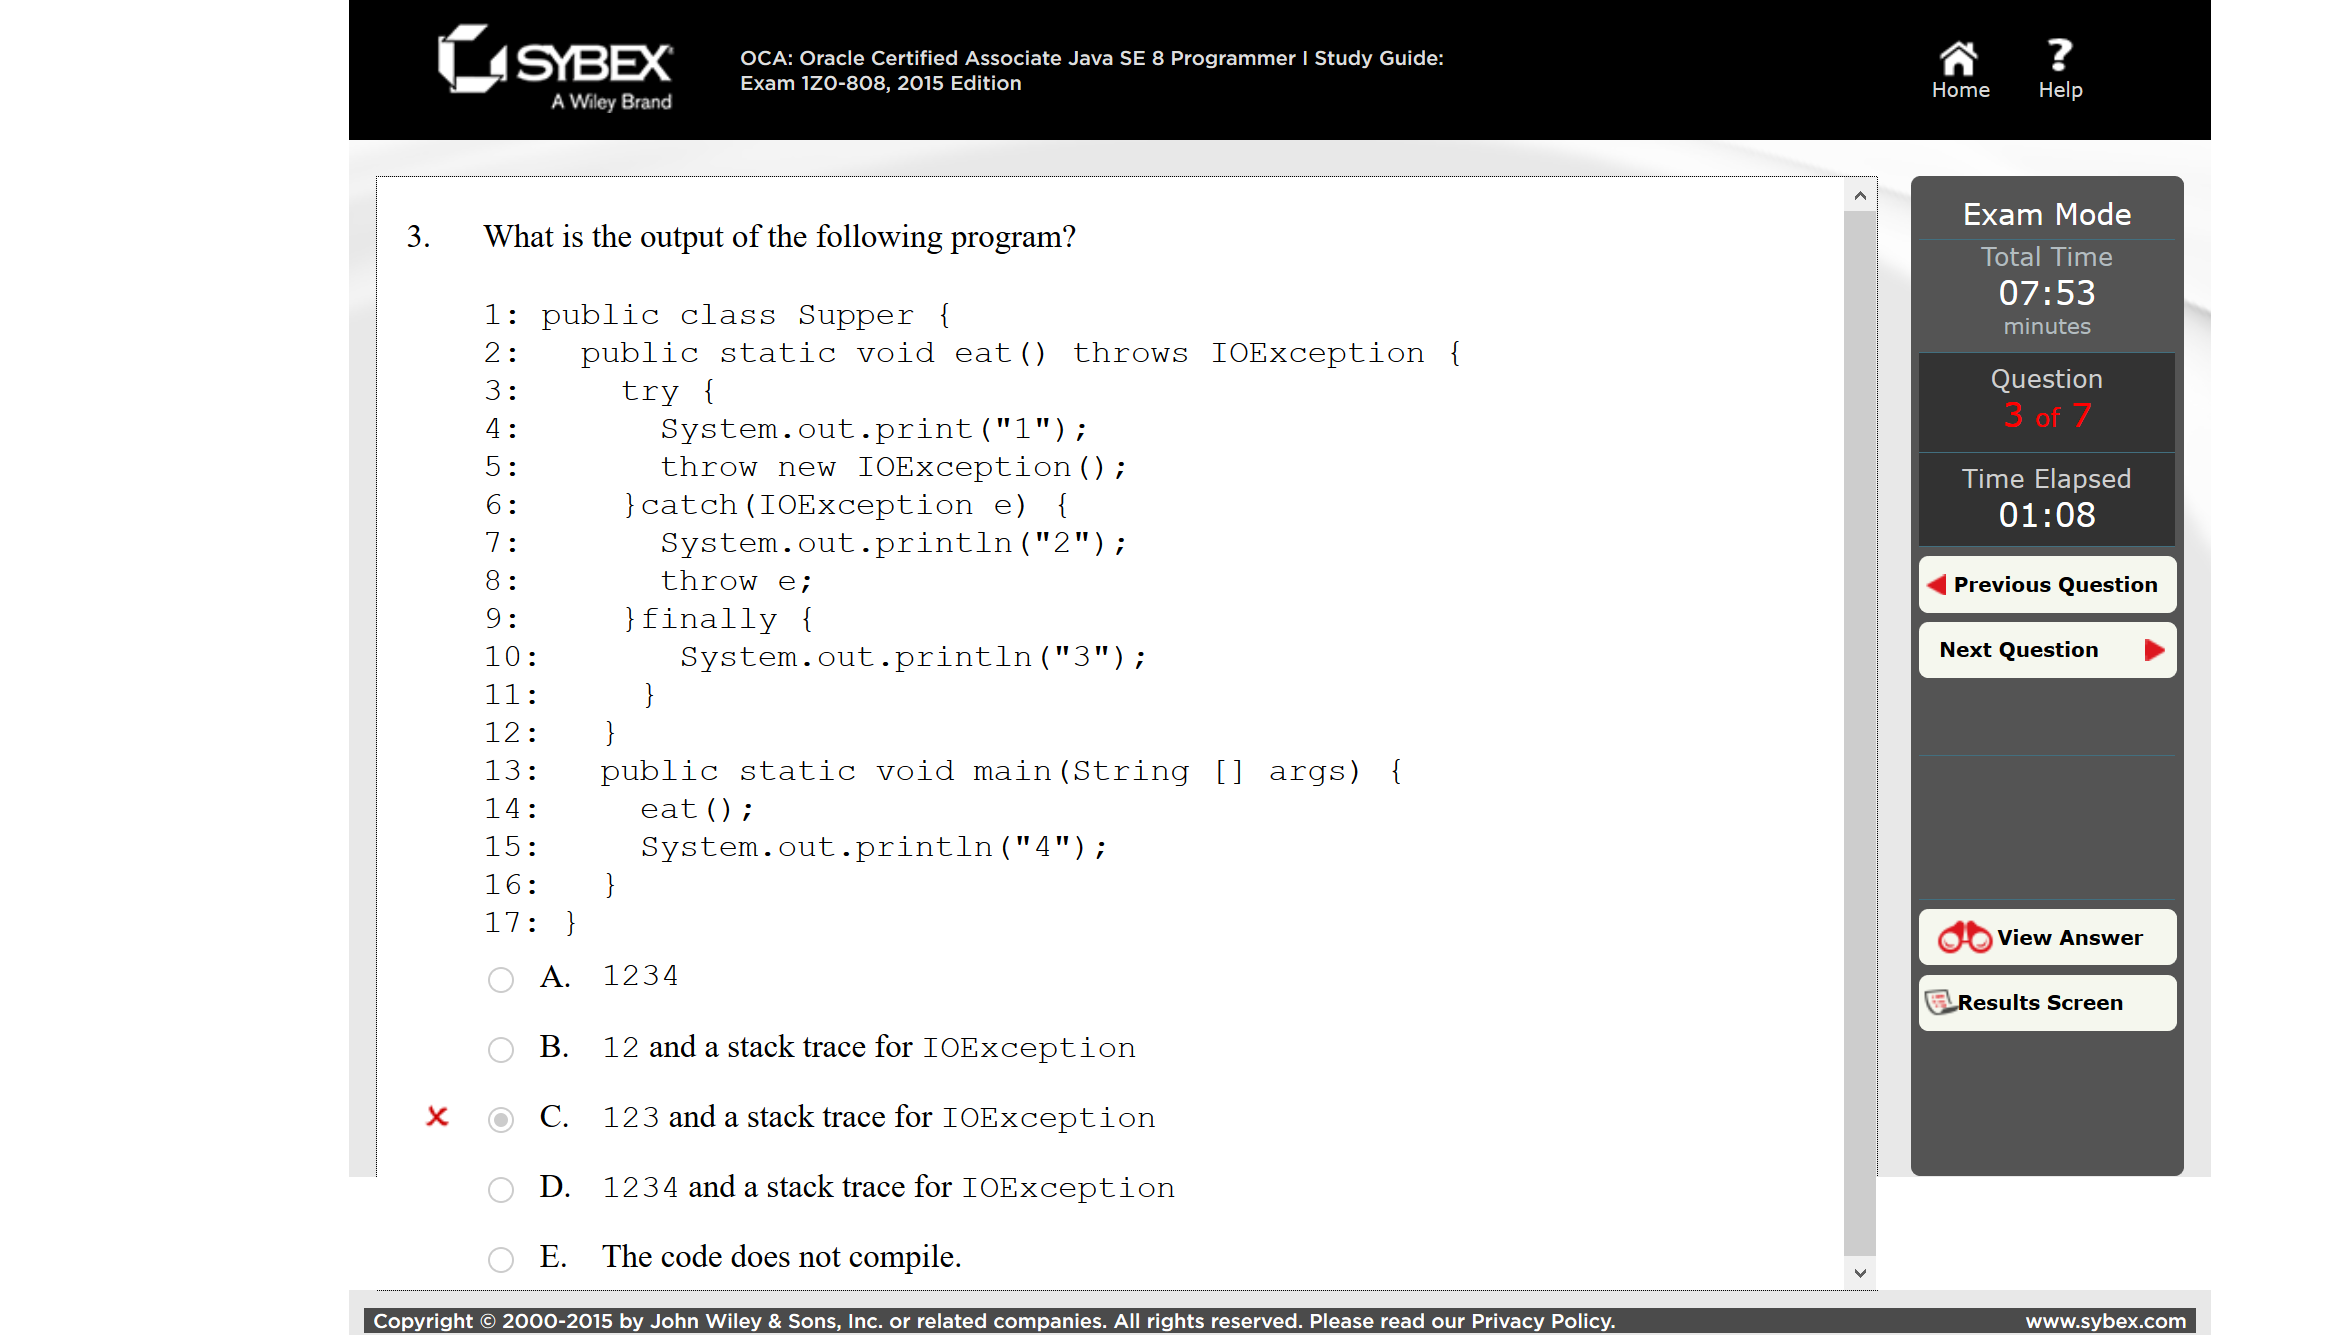 SYBEX
A Wiley Brand
OCA: Oracle Certified Associate Java SE 8 Programmer I Study Guide:
Exam 1Z0-808, 2015 Edition
Home
Help
3. What is the output of the following program?
1: public class Supper {
2:   public static void eat() throws IOException {
3:     try {
4:       System.out.print("1");
5:       throw new IOException();
6:     }catch(IOException e) {
7:       System.out.println("2");
8:       throw e;
9:     }finally {
10:       System.out.println("3");
11:     }
12:   }
13:   public static void main(String [] args) {
14:     eat();
15:     System.out.println("4");
16:   }
17: }
A. 1234
B. 12 and a stack trace for IOException
C. 123 and a stack trace for IOException
D. 1234 and a stack trace for IOException
E. The code does not compile.
Exam Mode
Total Time
07:53
minutes
Question
3 of 7
Time Elapsed
01:08
Previous Question
Next Question
View Answer
Results Screen
Copyright © 2000-2015 by John Wiley & Sons, Inc. or related companies. All rights reserved. Please read our Privacy Policy.
www.sybex.com